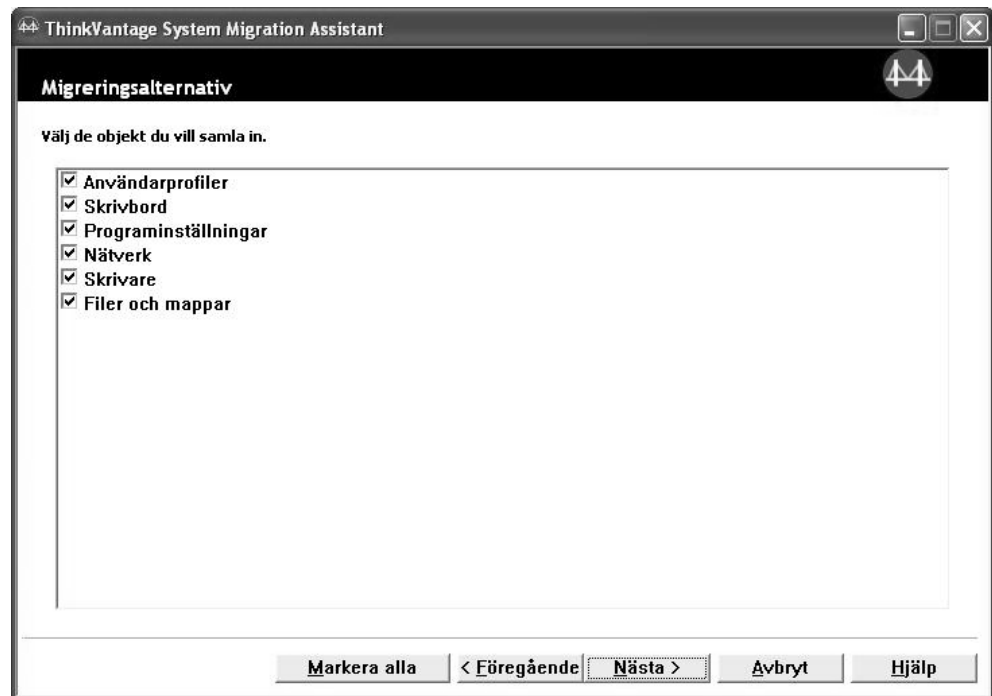 ThinkVantage System Migration Assistant
Migreringsalternativ
Välj de objekt du vill samla in.
Användarprofiler
Skrivbord
Programinställningar
Nätverk
Skrivare
Filer och mappar
Markera alla
< Föregående
Nästa >
Avbryt
Hjälp